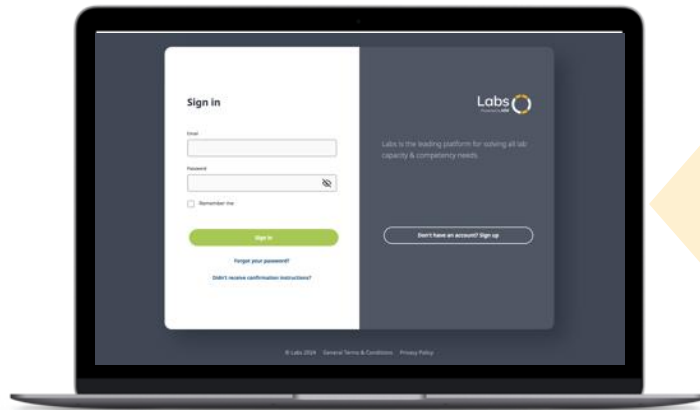 Sign in
Email
Password
Remember me
Sign in
Forgot your password?
Didn't receive confirmation instructions?
Labs
Labs is the leading platform for solving all lab
capacity & competency needs.
Don't have an account? Sign up
© Labs 2024 General Terms & Conditions Privacy Policy